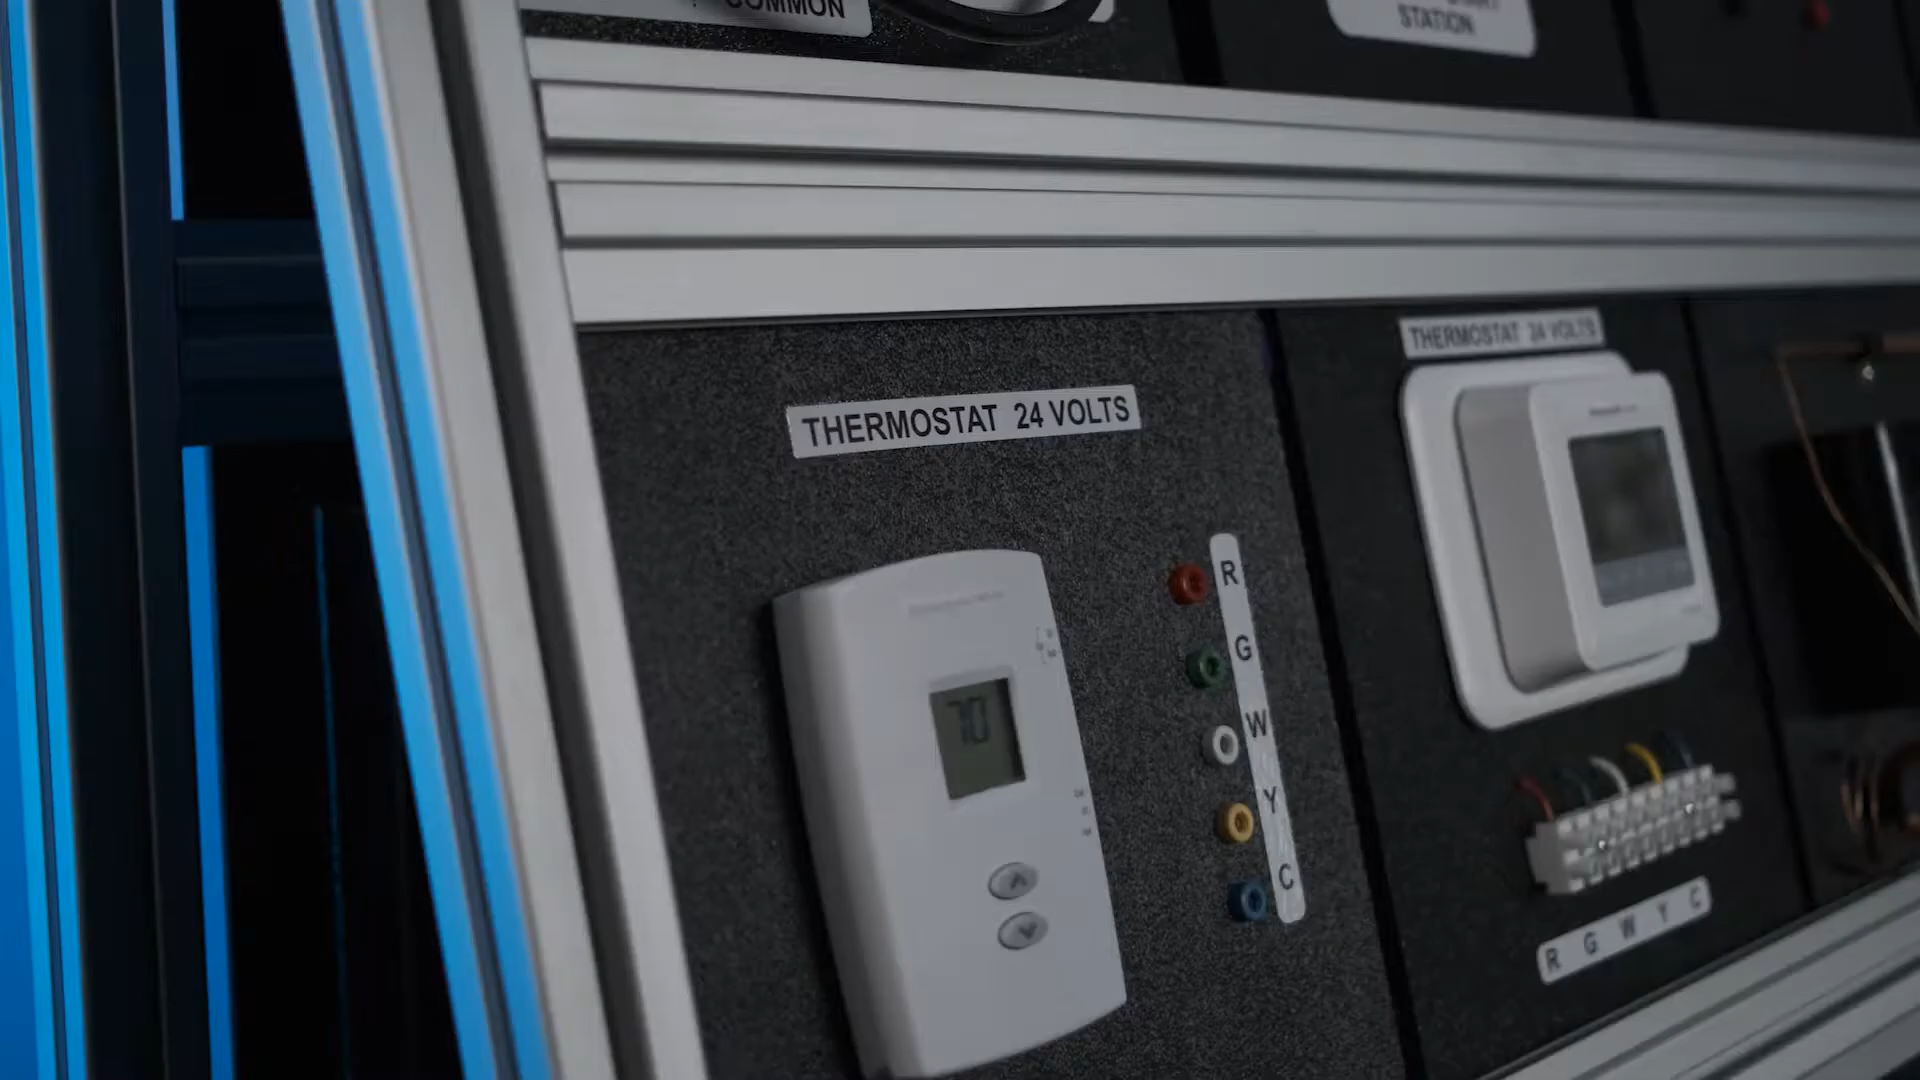 COMMON
STATION
THERMOSTAT 24 VOLTS
THERMOSTAT 24 VOLTS
70
R
G
W
Y
C
R G W Y C